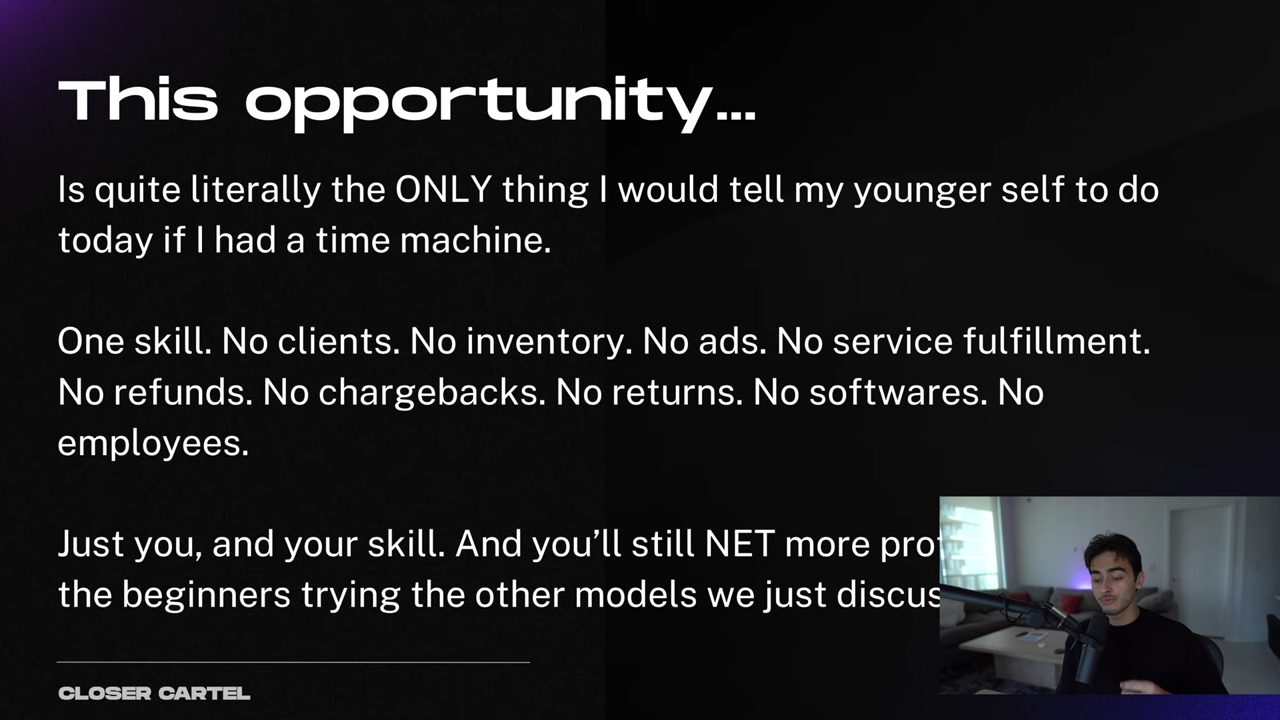 This opportunity...
Is quite literally the ONLY thing I would tell my younger self to do
today if I had a time machine.
One skill. No clients. No inventory. No ads. No service fulfillment.
No refunds. No chargebacks. No returns. No softwares. No
employees.
Just you, and your skill. And you’ll still NET more
the beginners trying the other models we just
CLOSER CARTEL